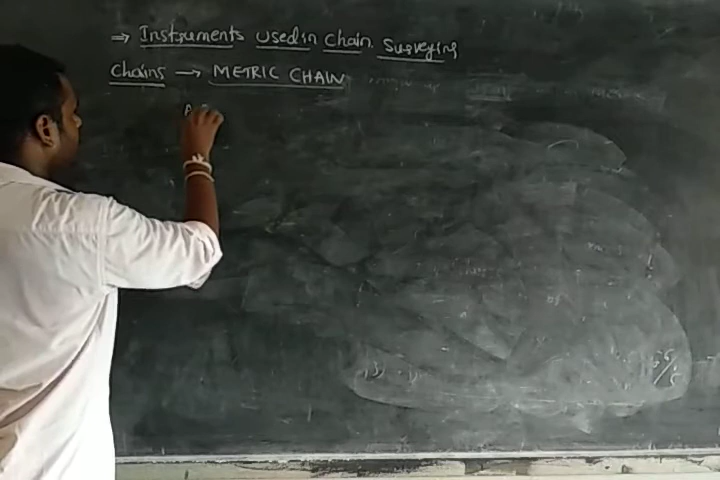 ⇒ Instruments used in Chain Surveying
Chains → METRIC CHAIN
A